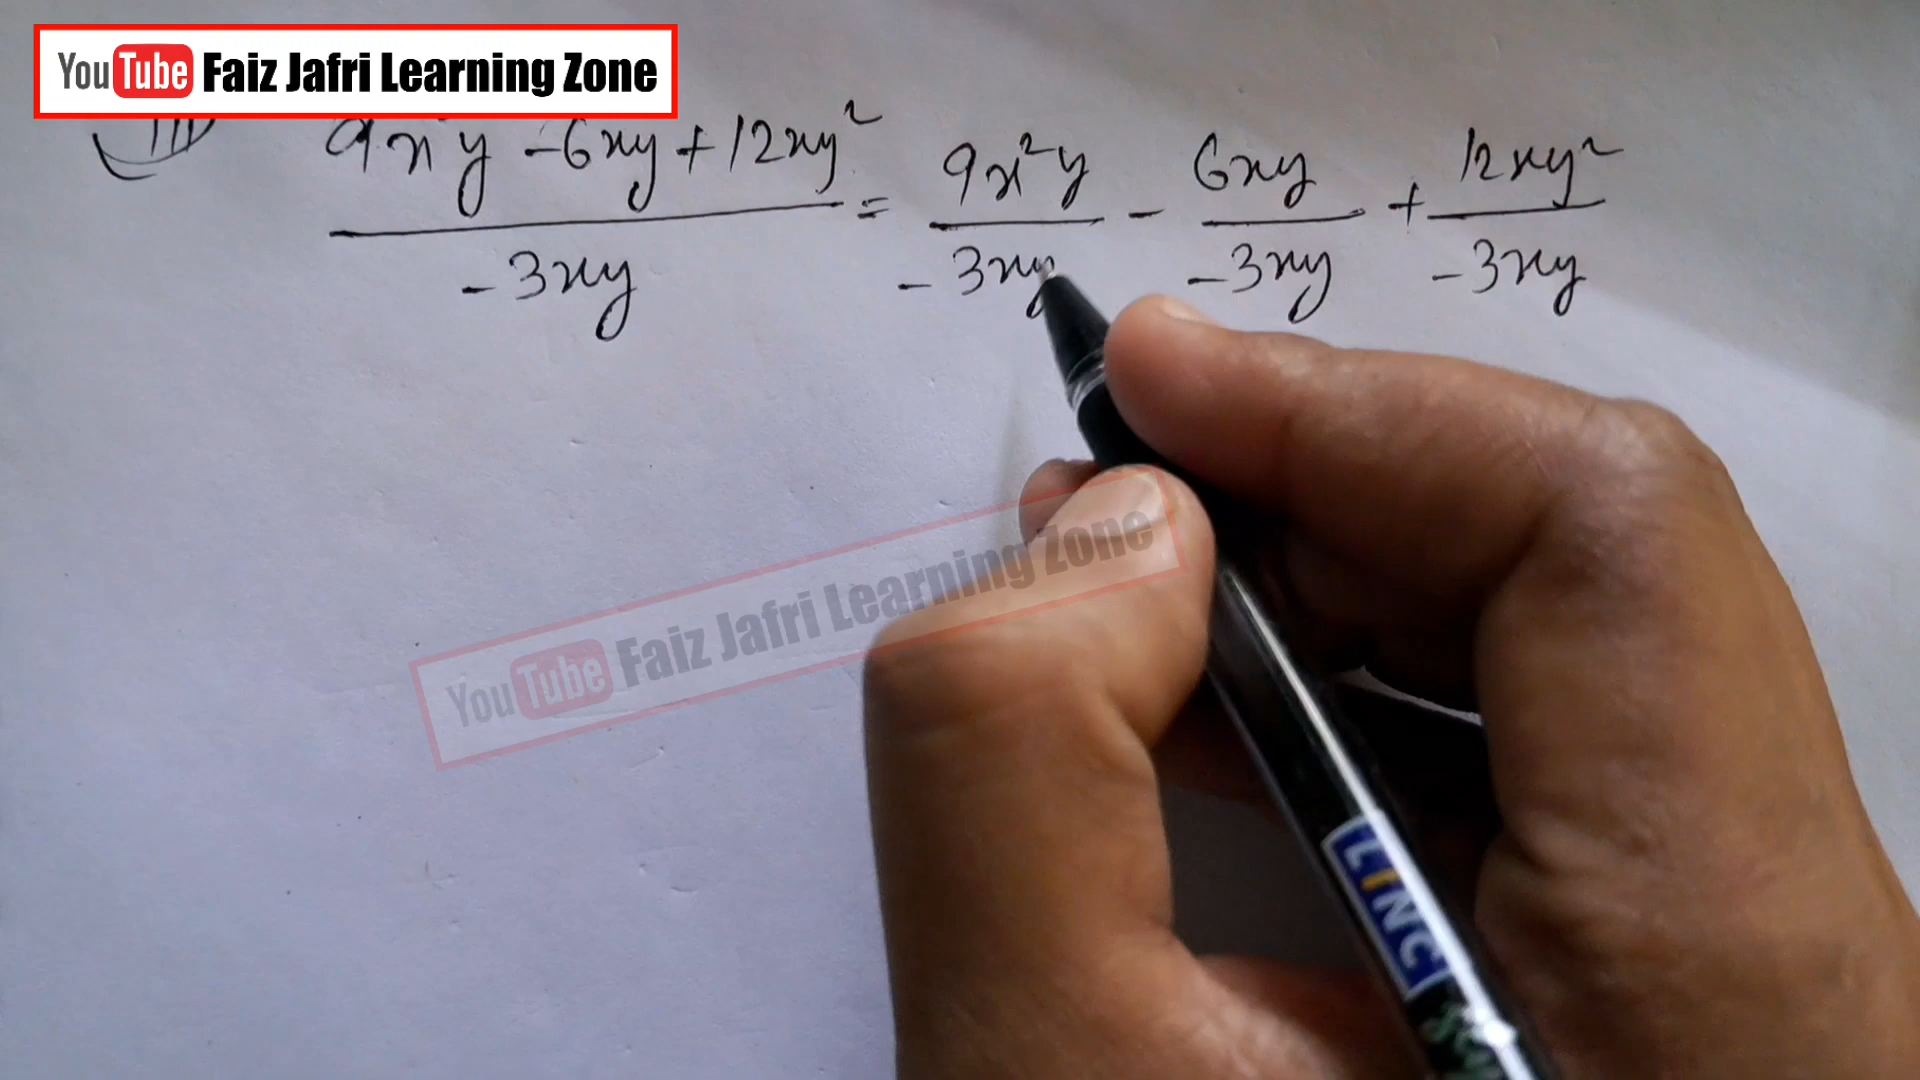 YouTube Faiz Jafri Learning Zone
III 9x²y - 6xy + 12xy² = 9x²y - 6xy + 12xy²
- 3xy - 3xy - 3xy - 3xy
YouTube Faiz Jafri Learning Zone
LINC